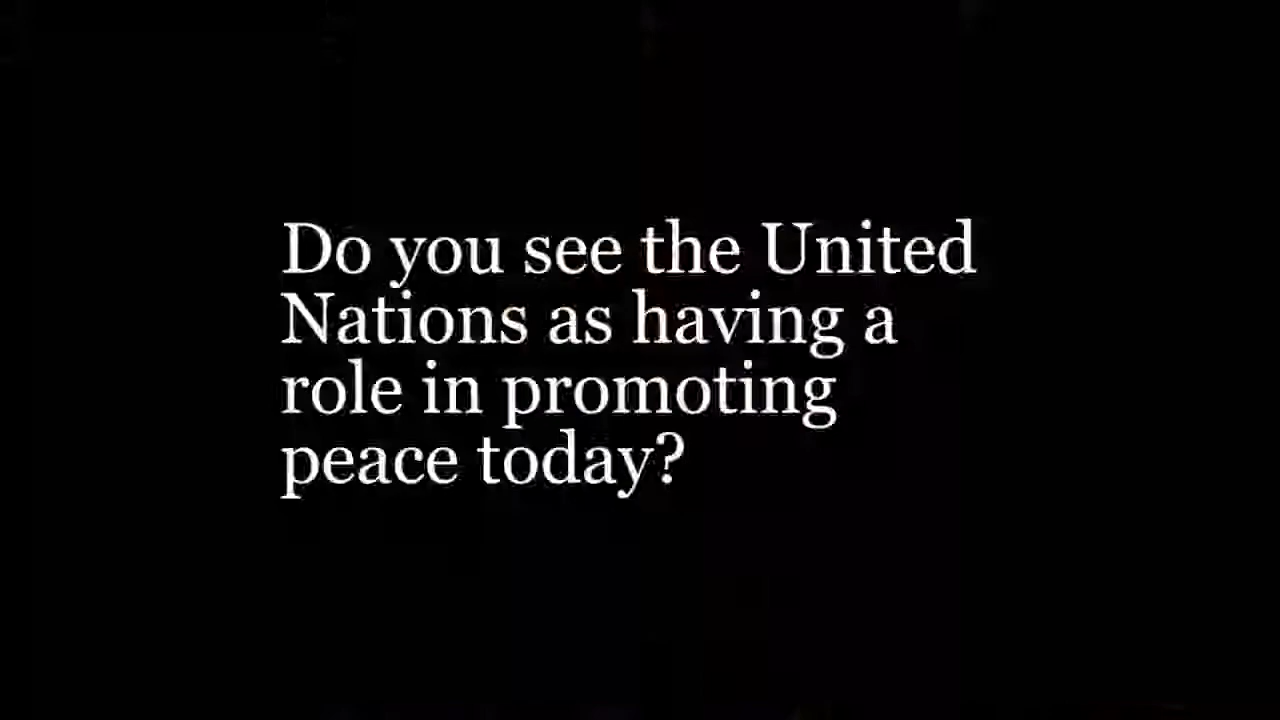 Do you see the United
Nations as having a
role in promoting
peace today?